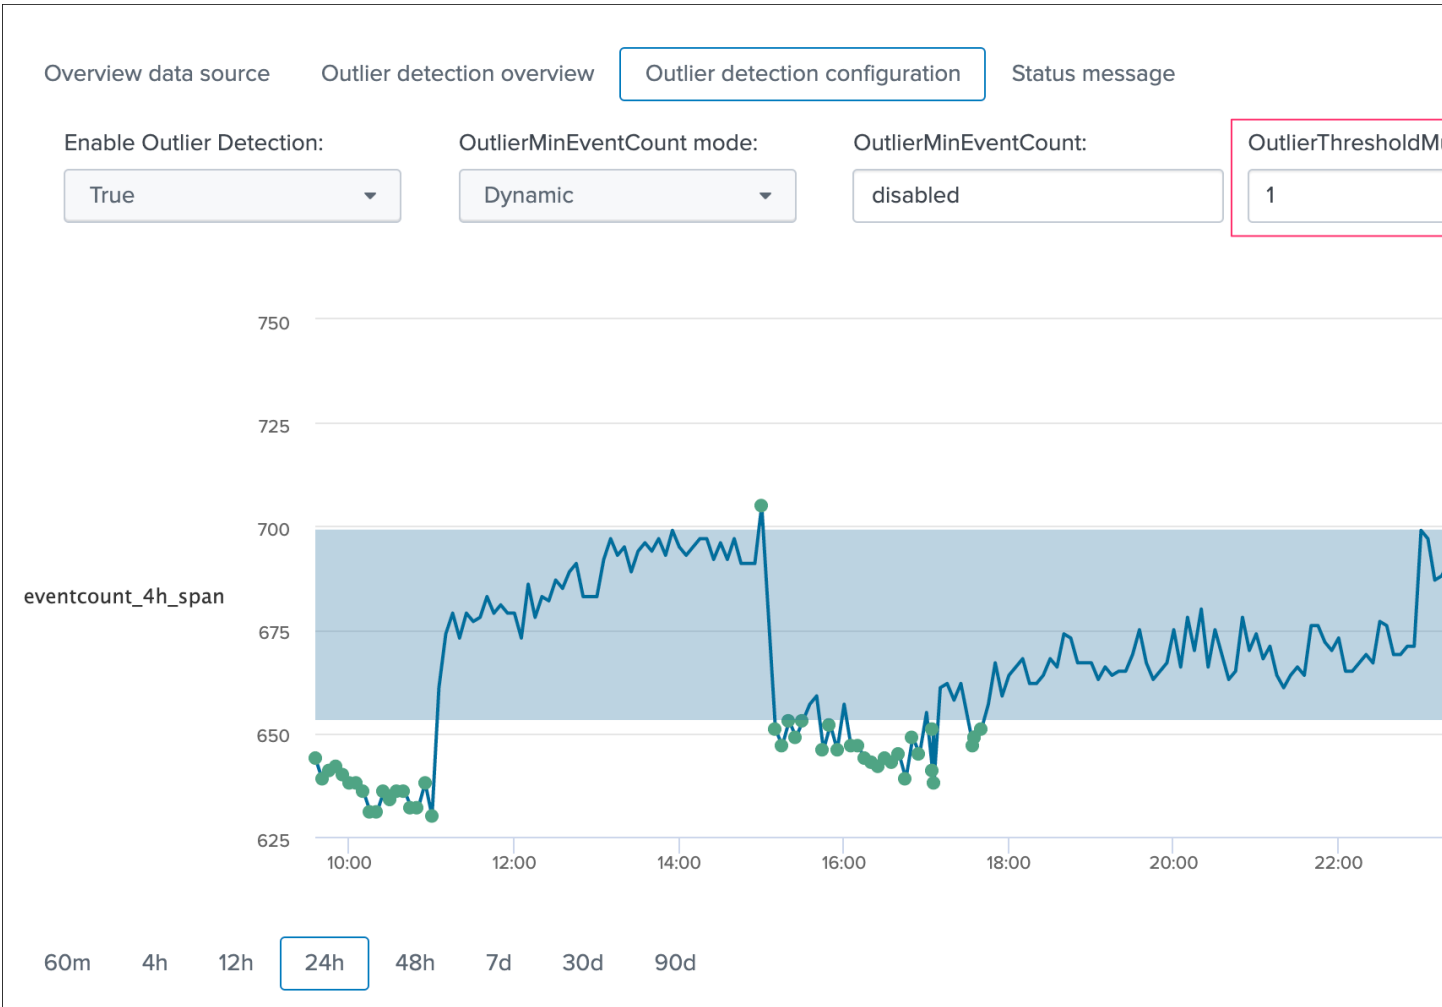 Overview data source Outlier detection overview Outlier detection configuration Status message
Enable Outlier Detection: OutlierMinEventCount mode: OutlierMinEventCount: OutlierThresholdM
True Dynamic disabled 1
750
725
700
eventcount_4h_span
675
650
625
10:00 12:00 14:00 16:00 18:00 20:00 22:00
60m 4h 12h 24h 48h 7d 30d 90d